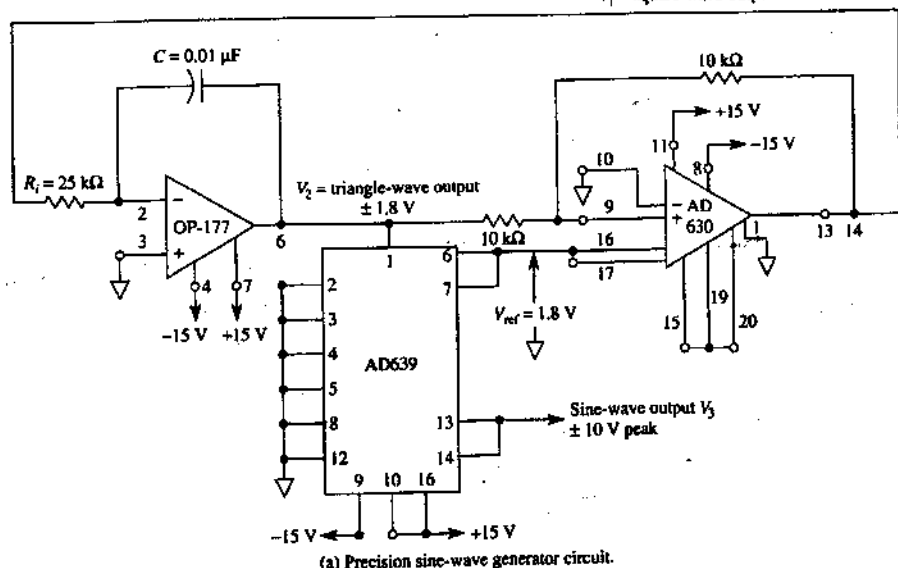 C = 0.01 μF
10 kΩ
+15 V
11
-15 V
10
8
Ri = 25 kΩ
V2 = triangle-wave output
± 1.8 V
-
2
OP-177
3
+
6
4
7
-15 V
+15 V
10 kΩ
9
-
+
AD
630
1
13
14
16
17
15
19
20
1
6
7
Vref = 1.8 V
2
3
4
5
8
12
AD639
13
14
Sine-wave output V3
± 10 V peak
9
10
16
-15 V
+15 V
(a) Precision sine-wave generator circuit.